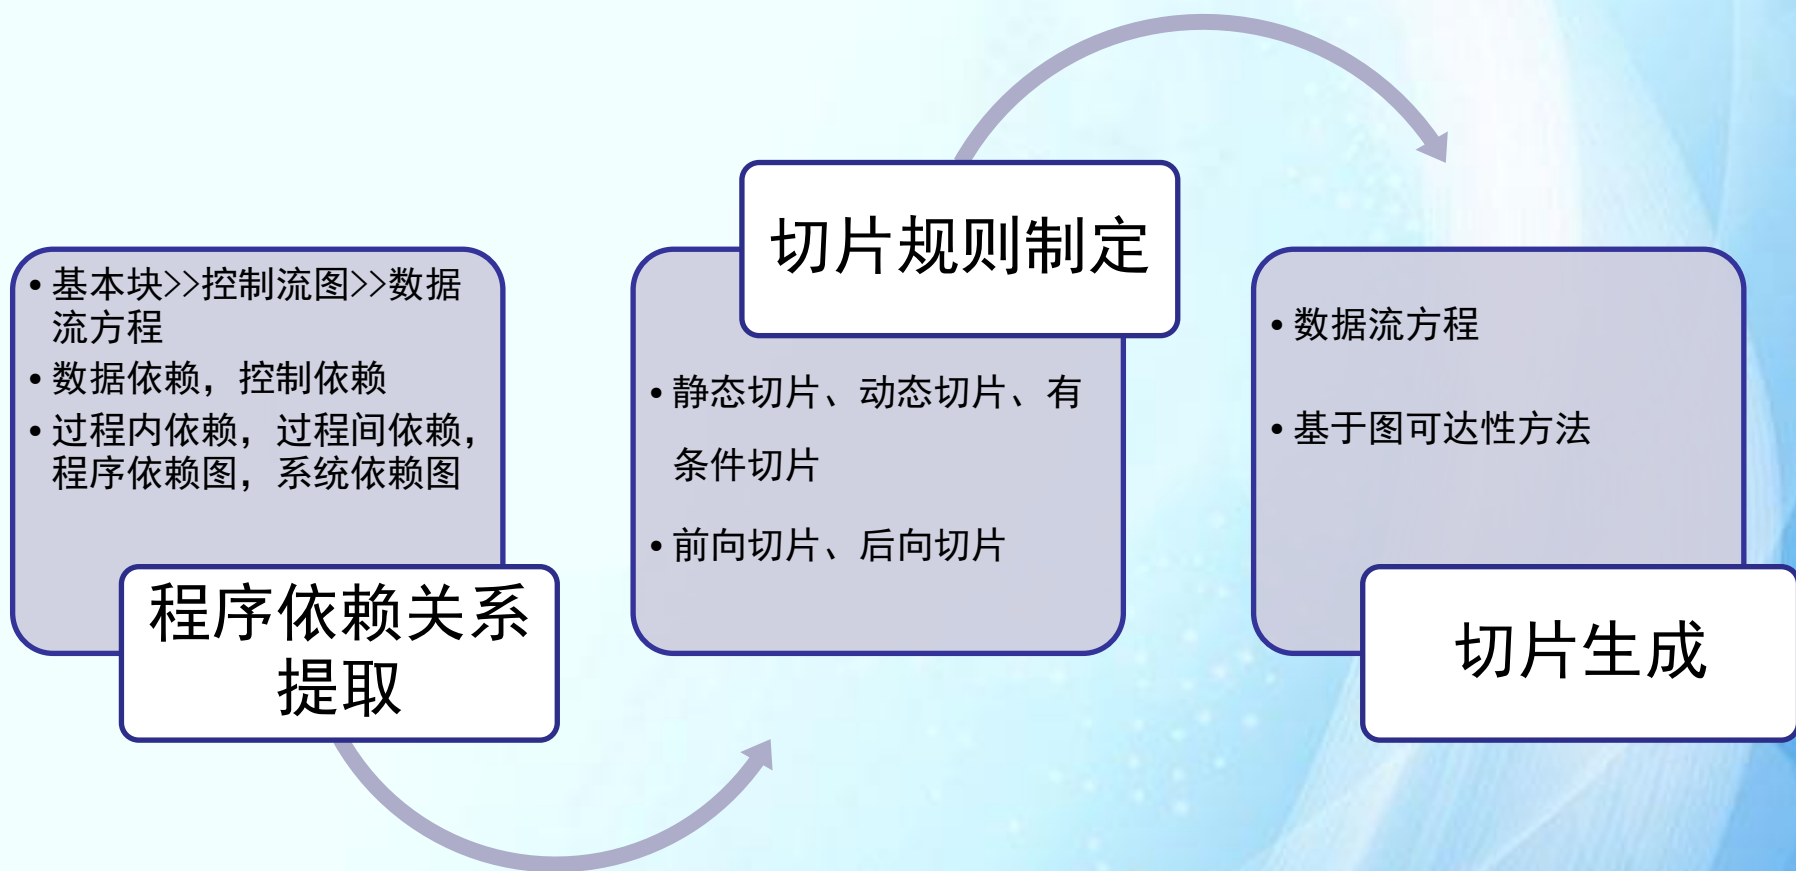 • 基本块>>控制流图>>数据
流方程
• 数据依赖，控制依赖
• 过程内依赖，过程间依赖，
程序依赖图，系统依赖图
程序依赖关系
提取
切片规则制定
• 静态切片、动态切片、有
条件切片
• 前向切片、后向切片
• 数据流方程
• 基于图可达性方法
切片生成